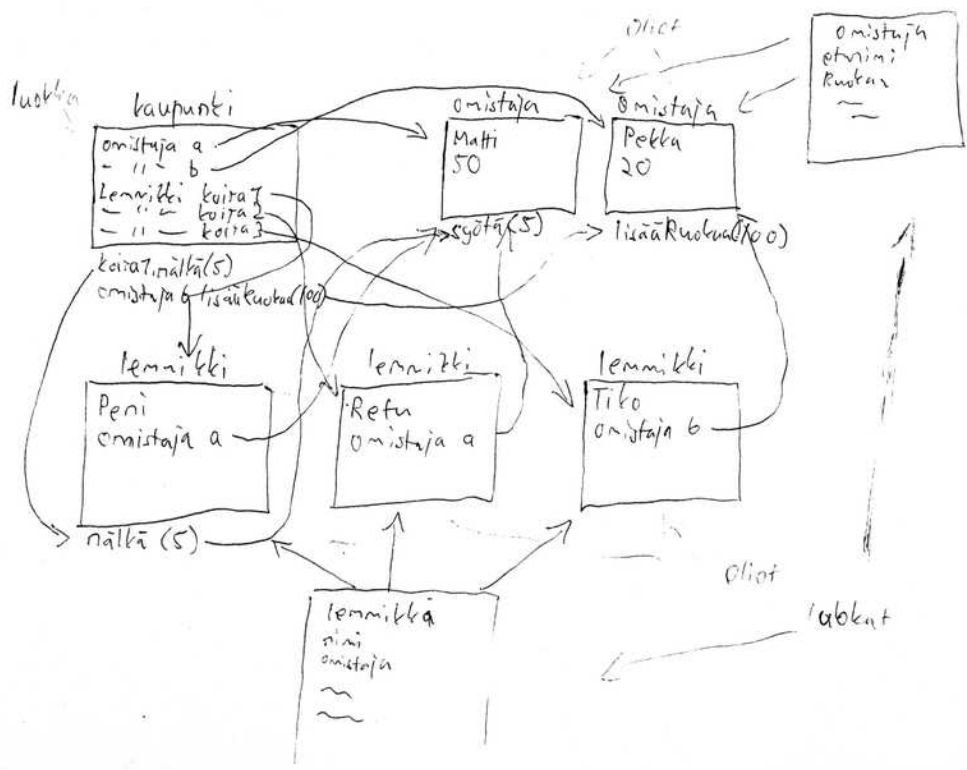 oliot
omistaja
etunimi
Ruokaa
luokka
kaupunki
omistaja a
- " - b
Lemmikki koira1
- " - koira2
- " - koira3
koira1.nälkä(5)
omistaja b lisääRuokaa(100)
omistaja
Matti
50
syötä(5)
omistaja
Pekka
20
lisääRuokaa(100)
lemmikki
Peni
omistaja a
nälkä (5)
lemmikki
Retu
omistaja a
lemmikki
Tiko
omistaja b
oliot
luokat
lemmikkä
nimi
omistaja